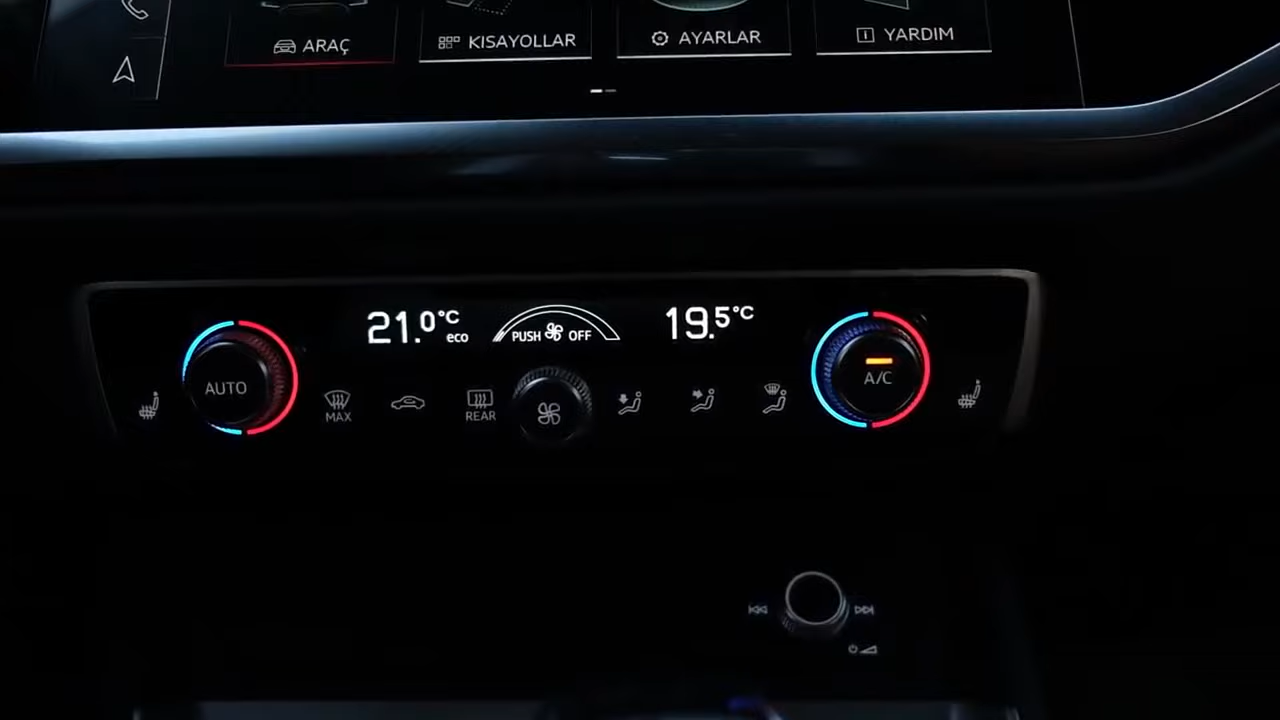 ARAÇ
KISAYOLLAR
AYARLAR
YARDIM
21.0°C
eco
PUSH OFF
19.5°C
AUTO
MAX
REAR
A/C